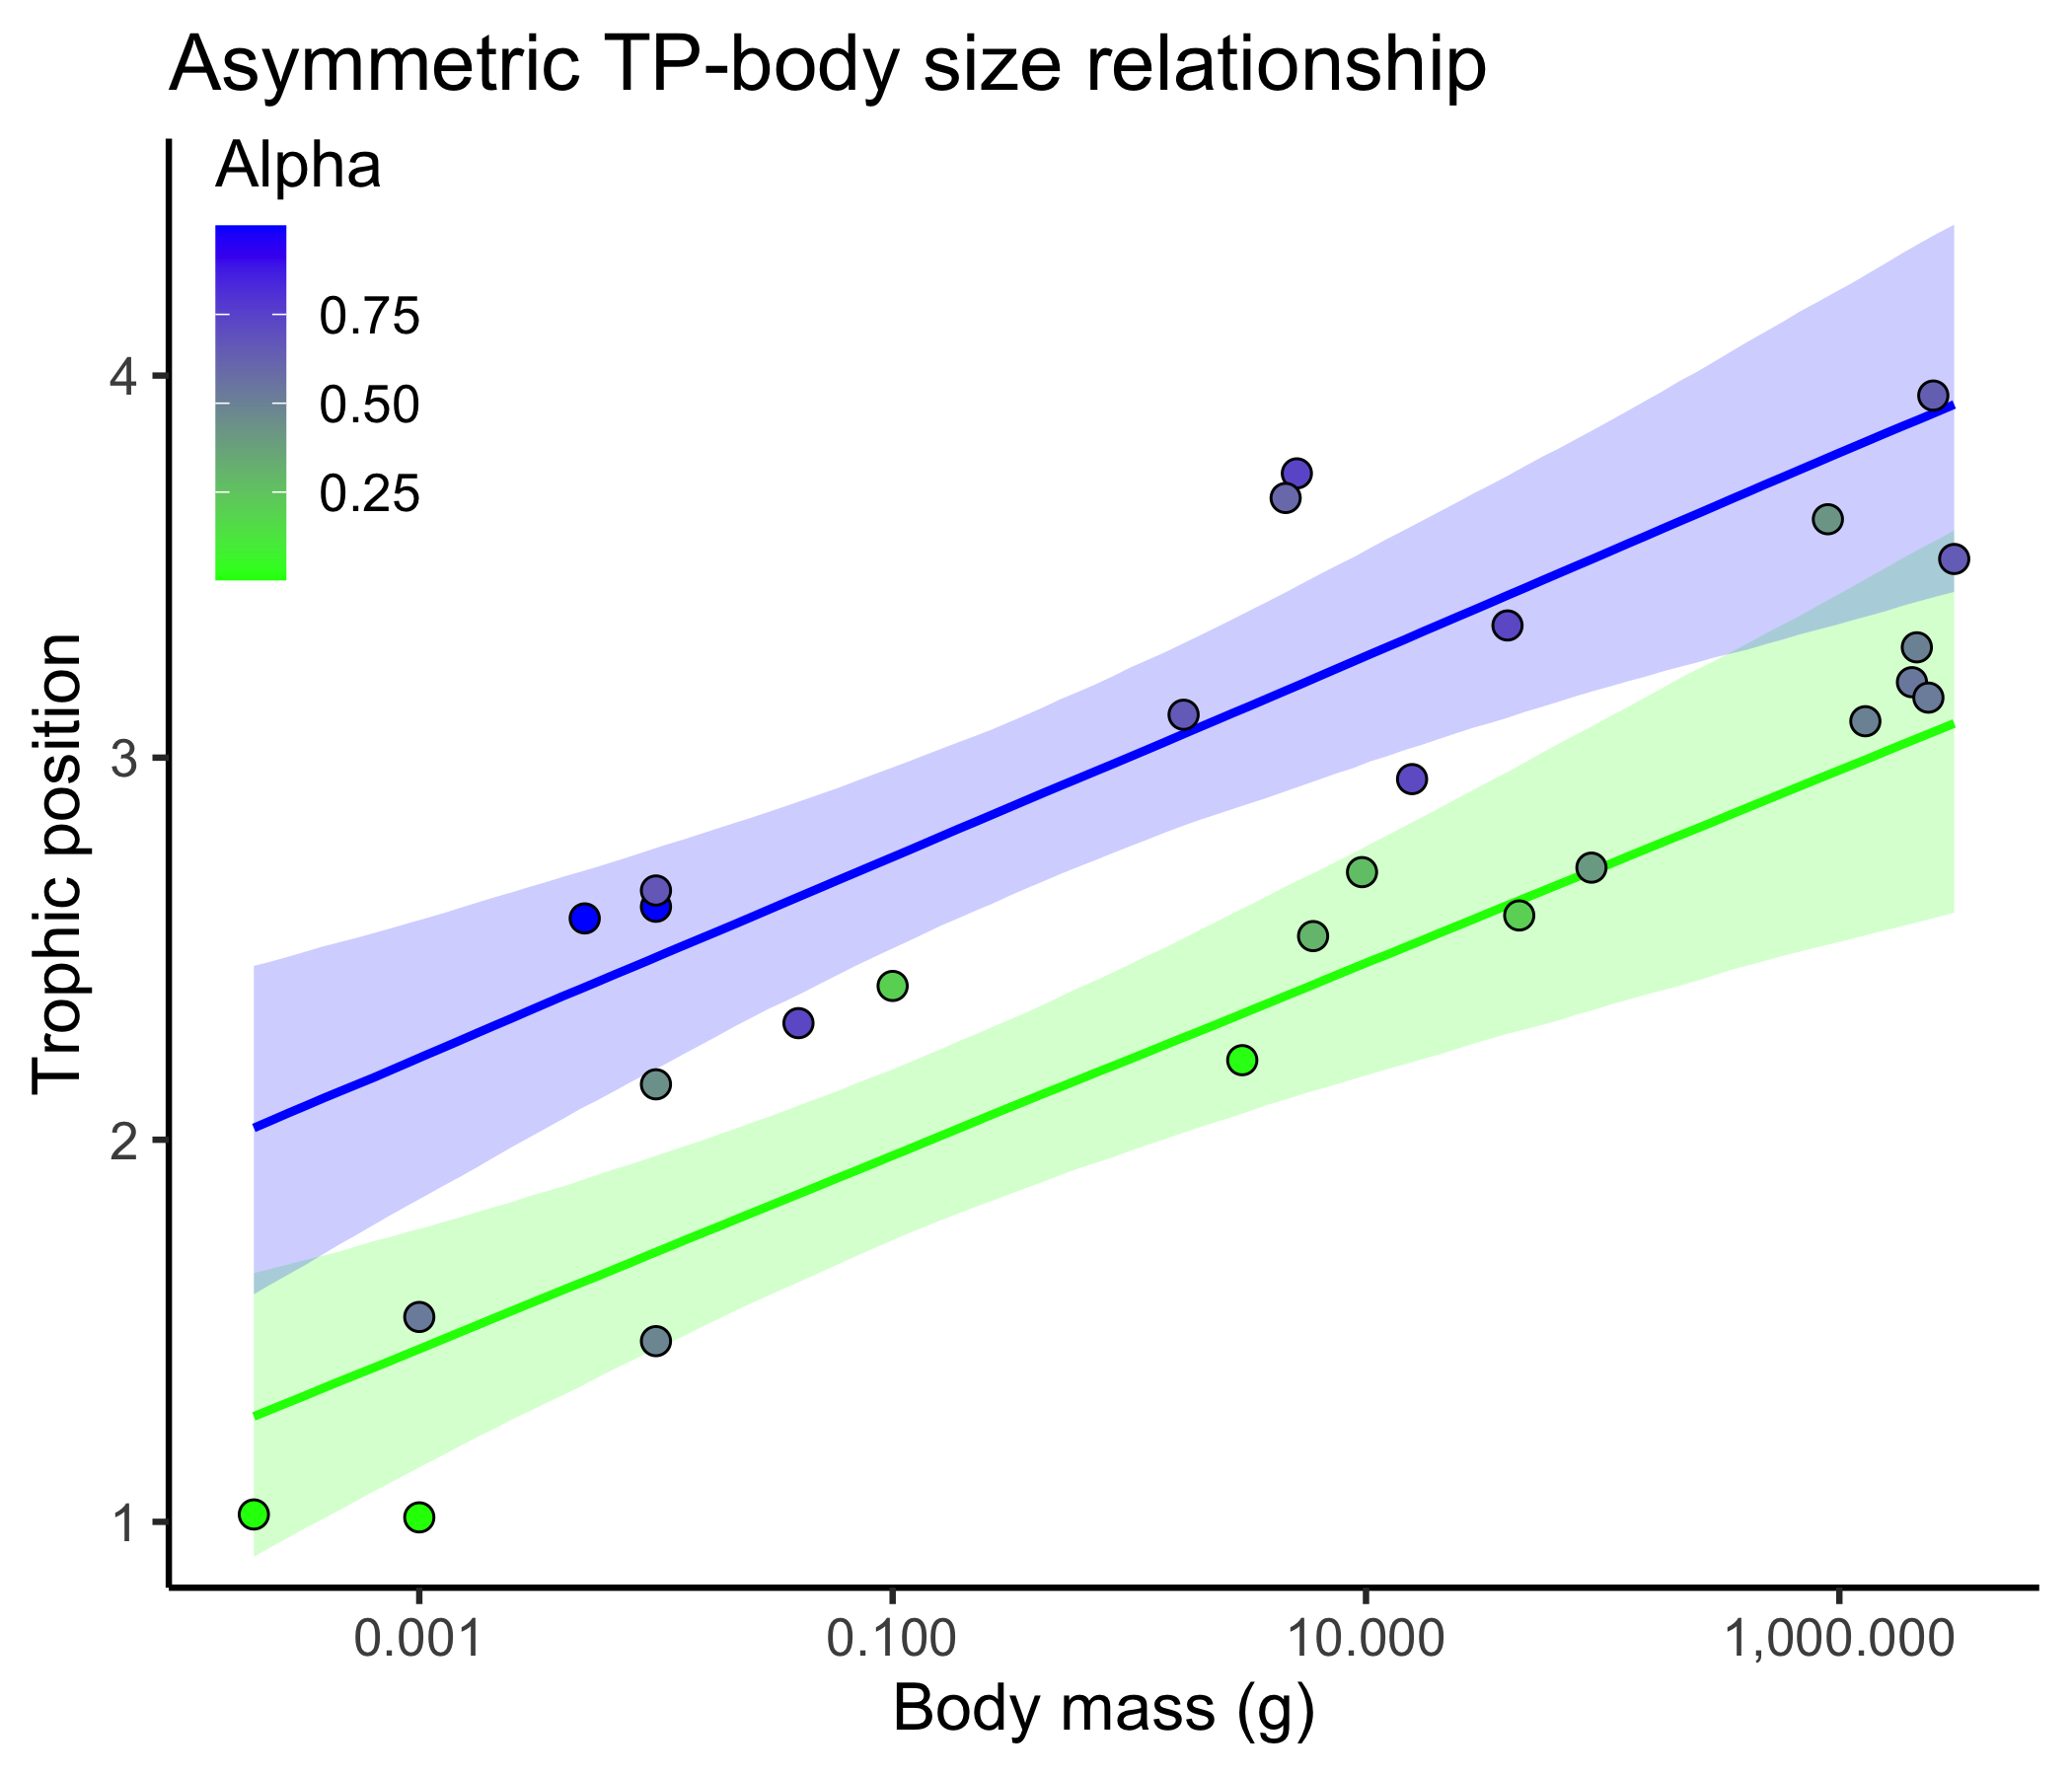 Asymmetric TP-body size relationship
Alpha
0.75
0.50
0.25
4
3
2
1
Trophic position
0.001 0.100 10.000 1,000.000
Body mass (g)